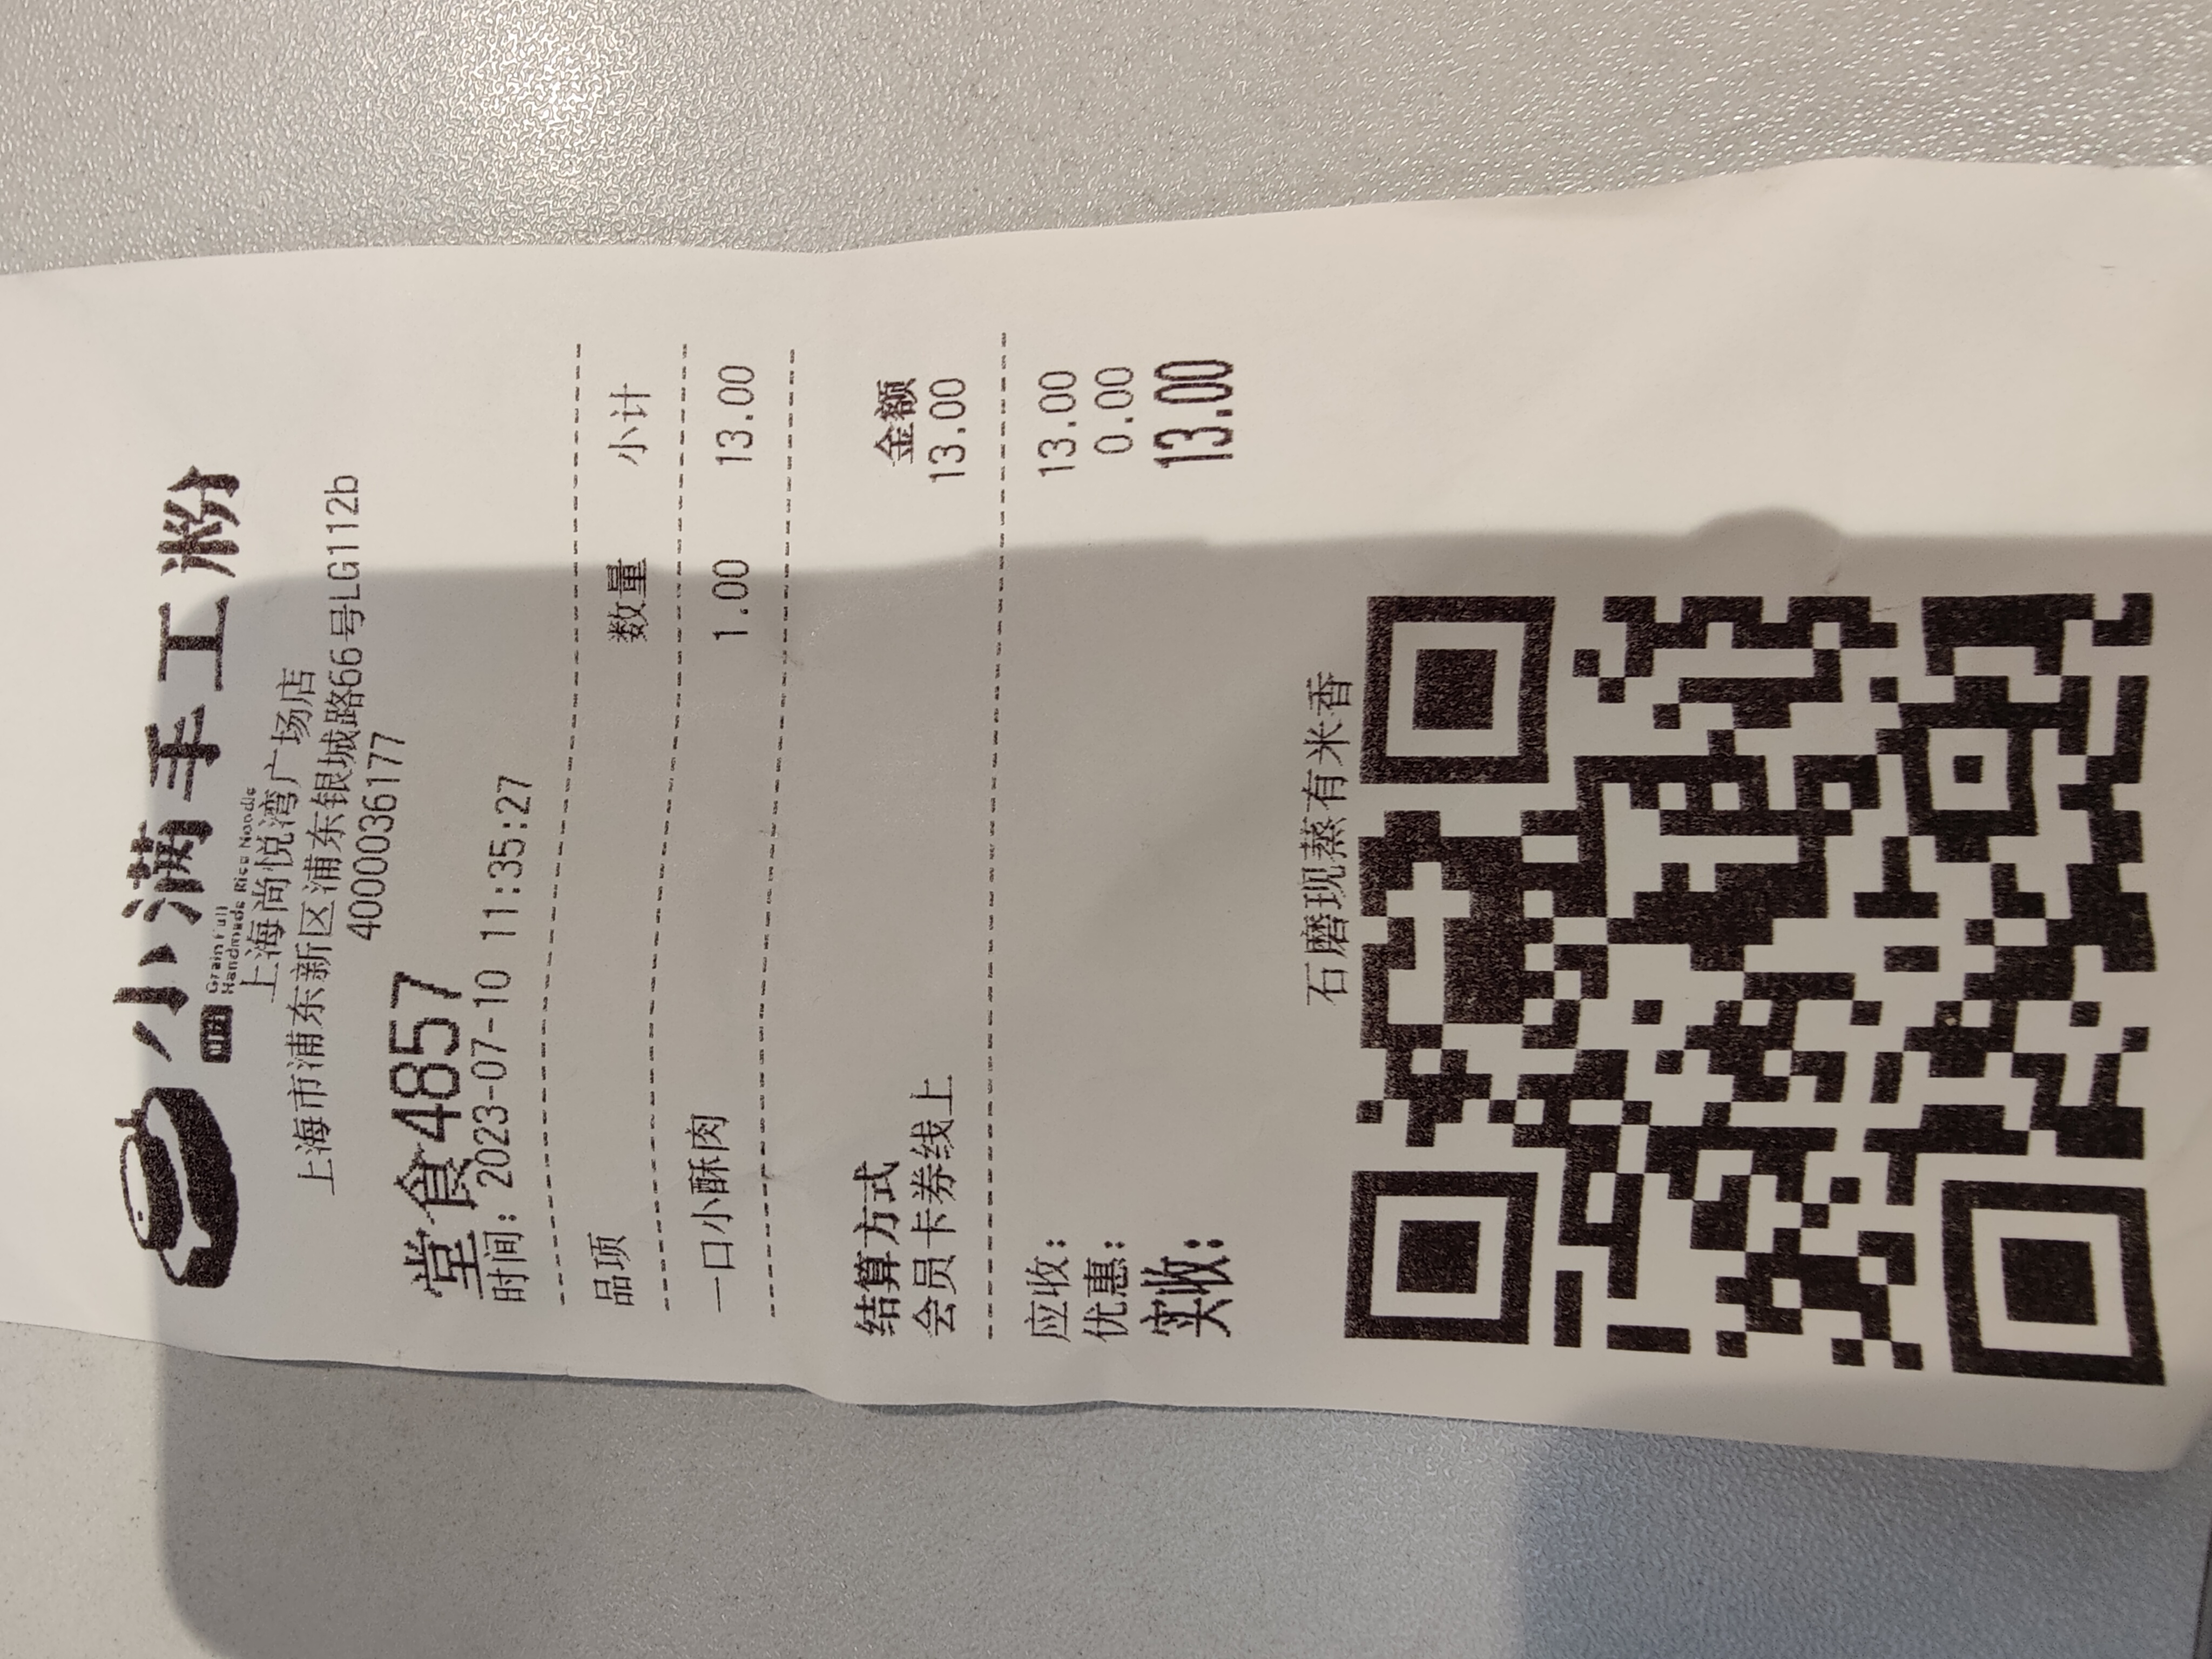 小满手工粉
Grain Full
Handmade Rice Noodle
上海尚悦湾广场店
上海市浦东新区浦东银城路66号LG112b
4000036177
堂食4857
时间: 2023-07-10 11:35:27
品项 数量 小计
一口小酥肉 1.00 13.00
结算方式 金额
会员卡券线上 13.00
应收: 13.00
优惠: 0.00
实收: 13.00
石磨现蒸有米香